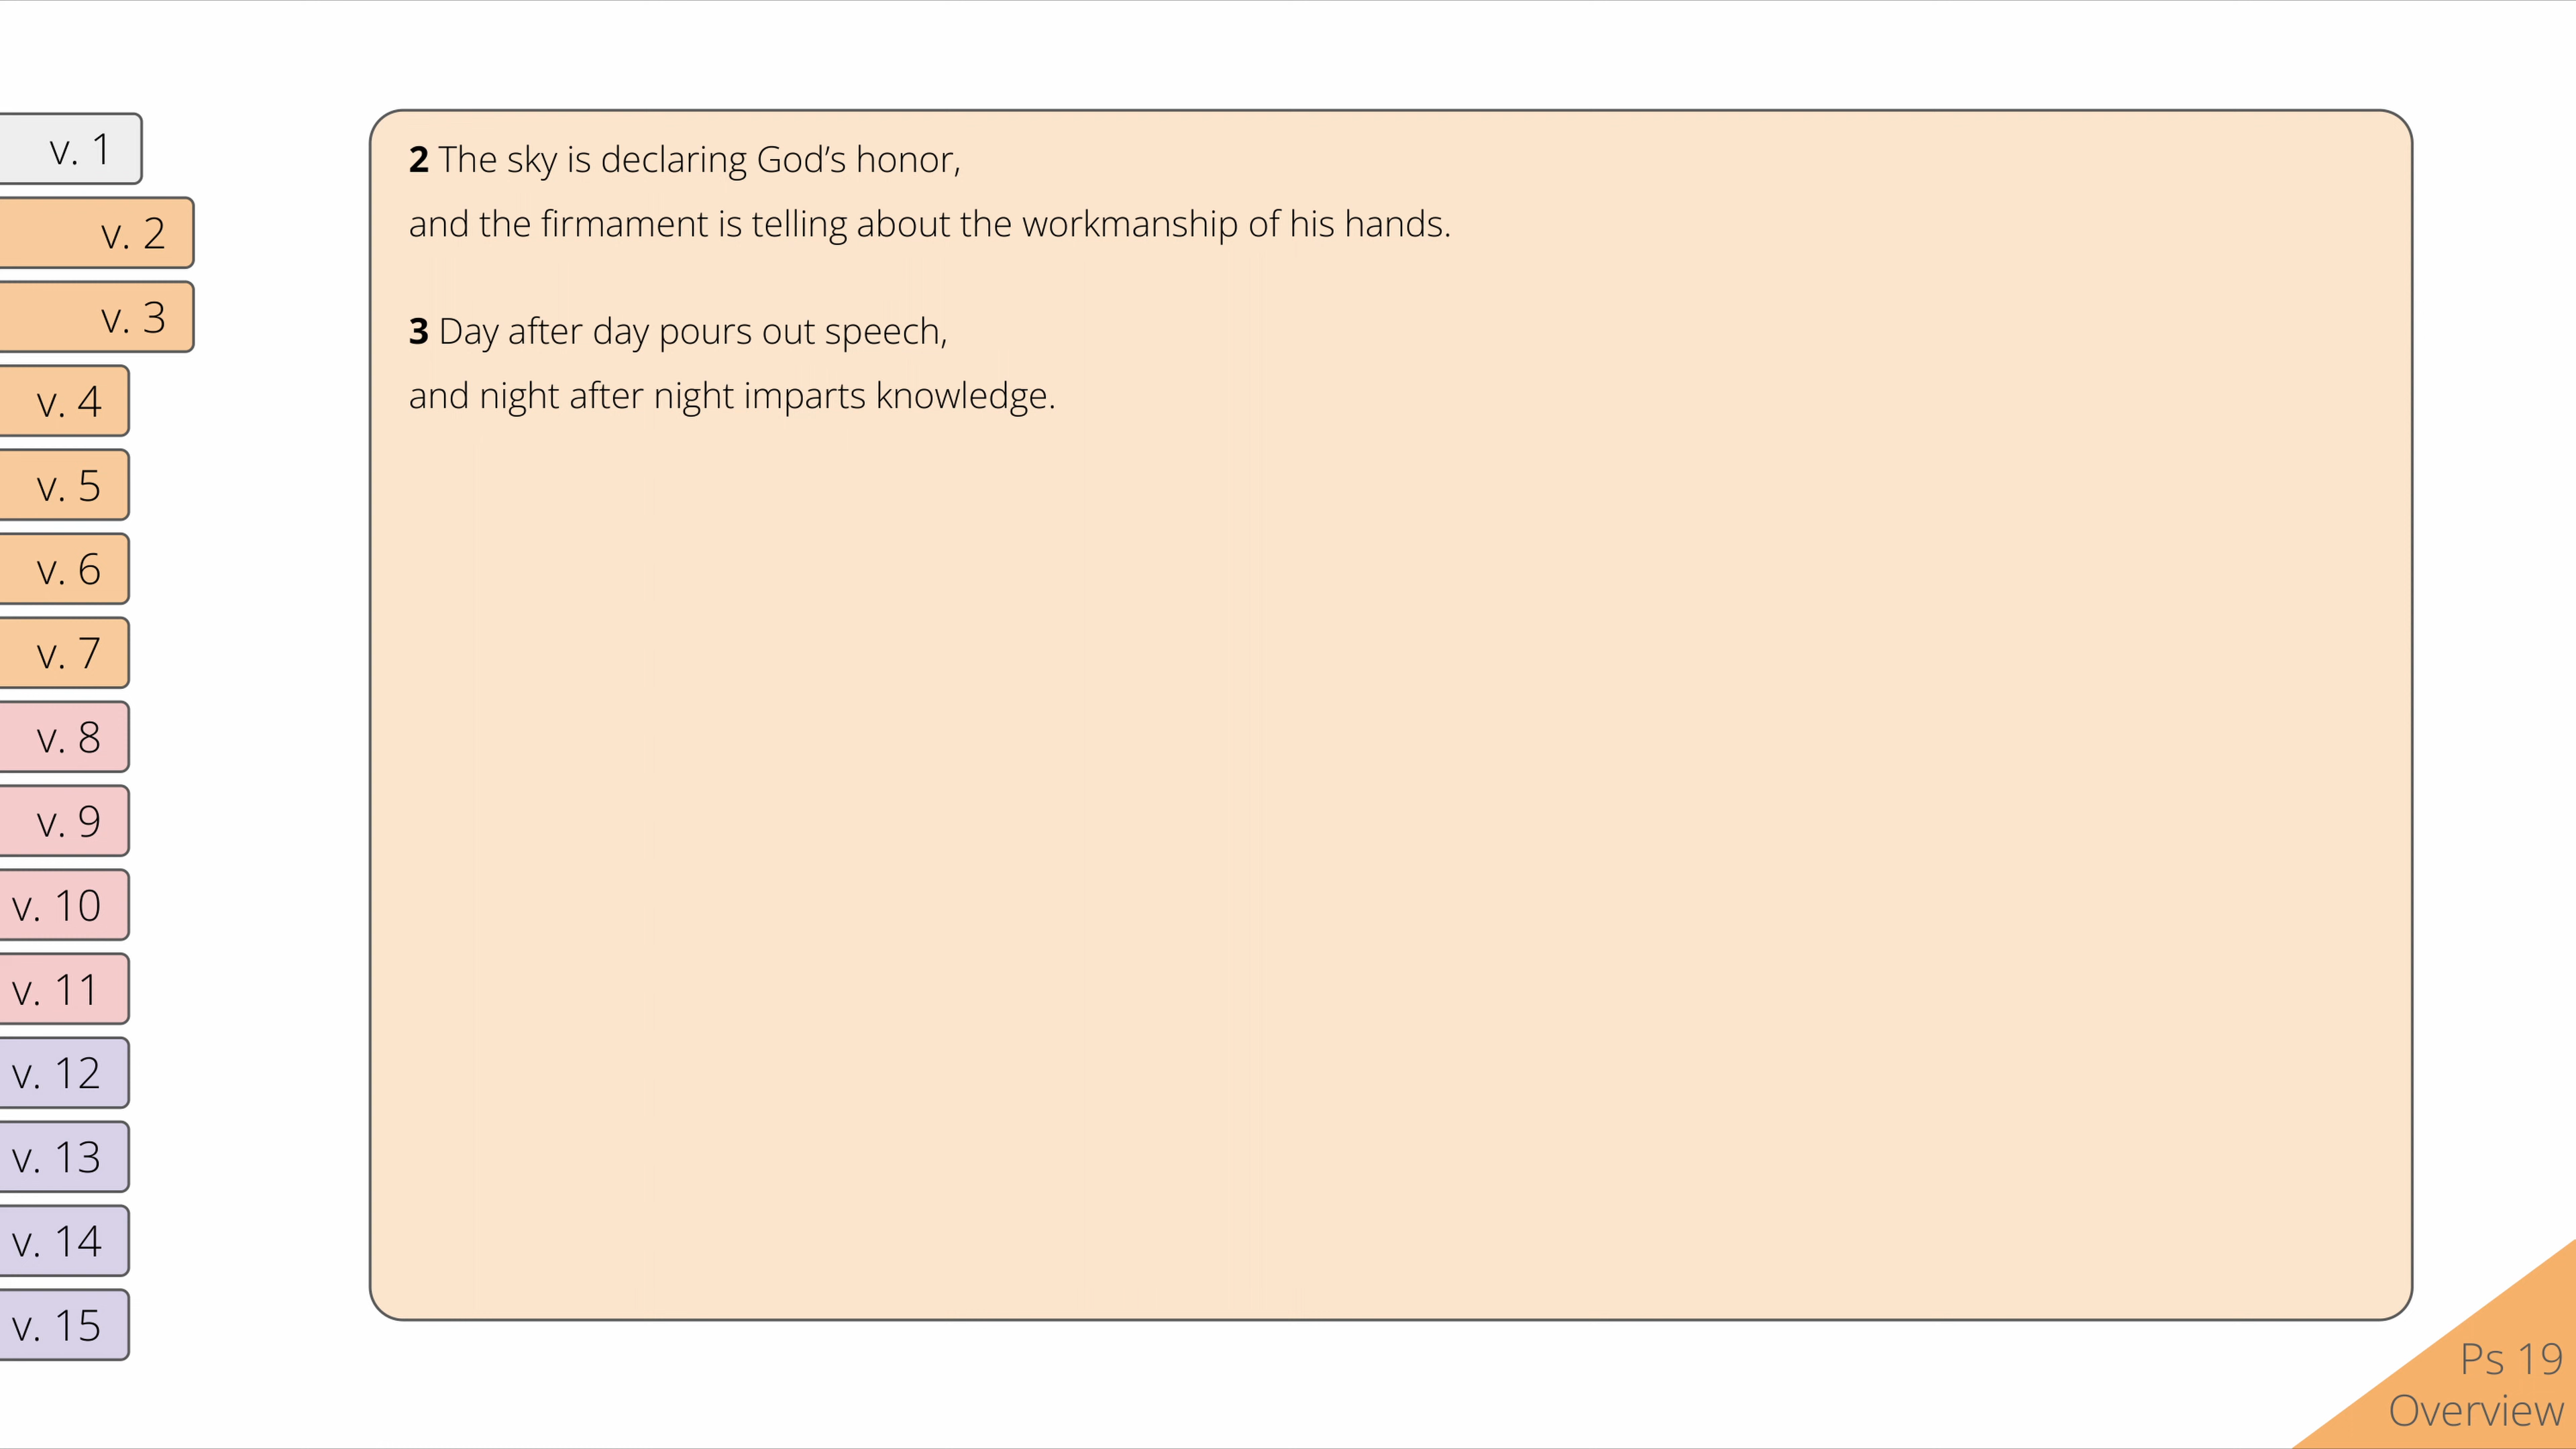 v. 1
v. 2
v. 3
v. 4
v. 5
v. 6
v. 7
v. 8
v. 9
v. 10
v. 11
v. 12
v. 13
v. 14
v. 15
2 The sky is declaring God’s honor,
and the firmament is telling about the workmanship of his hands.
3 Day after day pours out speech,
and night after night imparts knowledge.
Ps 19
Overview